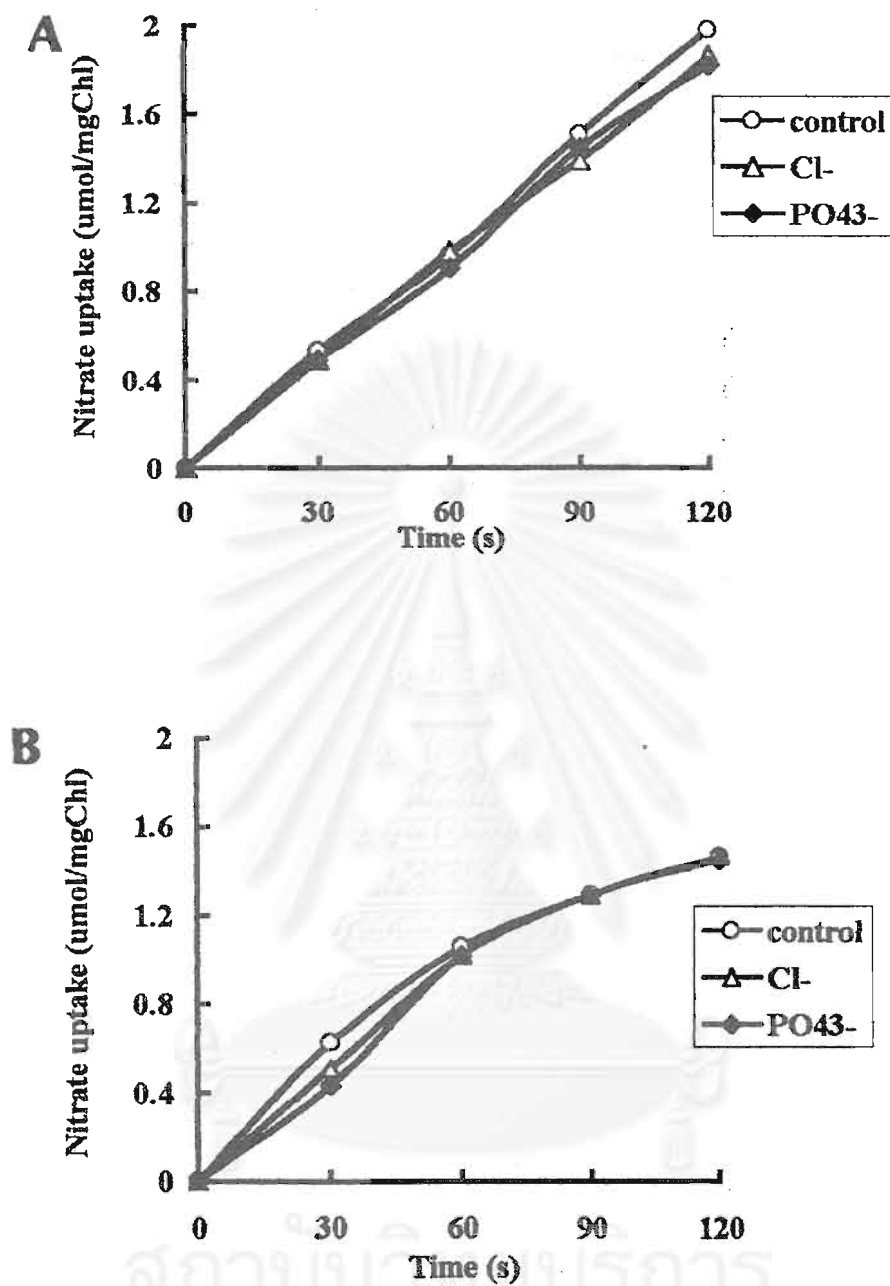 A
Nitrate uptake (umol/mgChl)
2
1.6
1.2
0.8
0.4
0
0
30
60
90
120
Time (s)
control
Cl-
PO43-
B
Nitrate uptake (umol/mgChl)
2
1.6
1.2
0.8
0.4
0
0
30
60
90
120
Time (s)
control
Cl-
PO43-